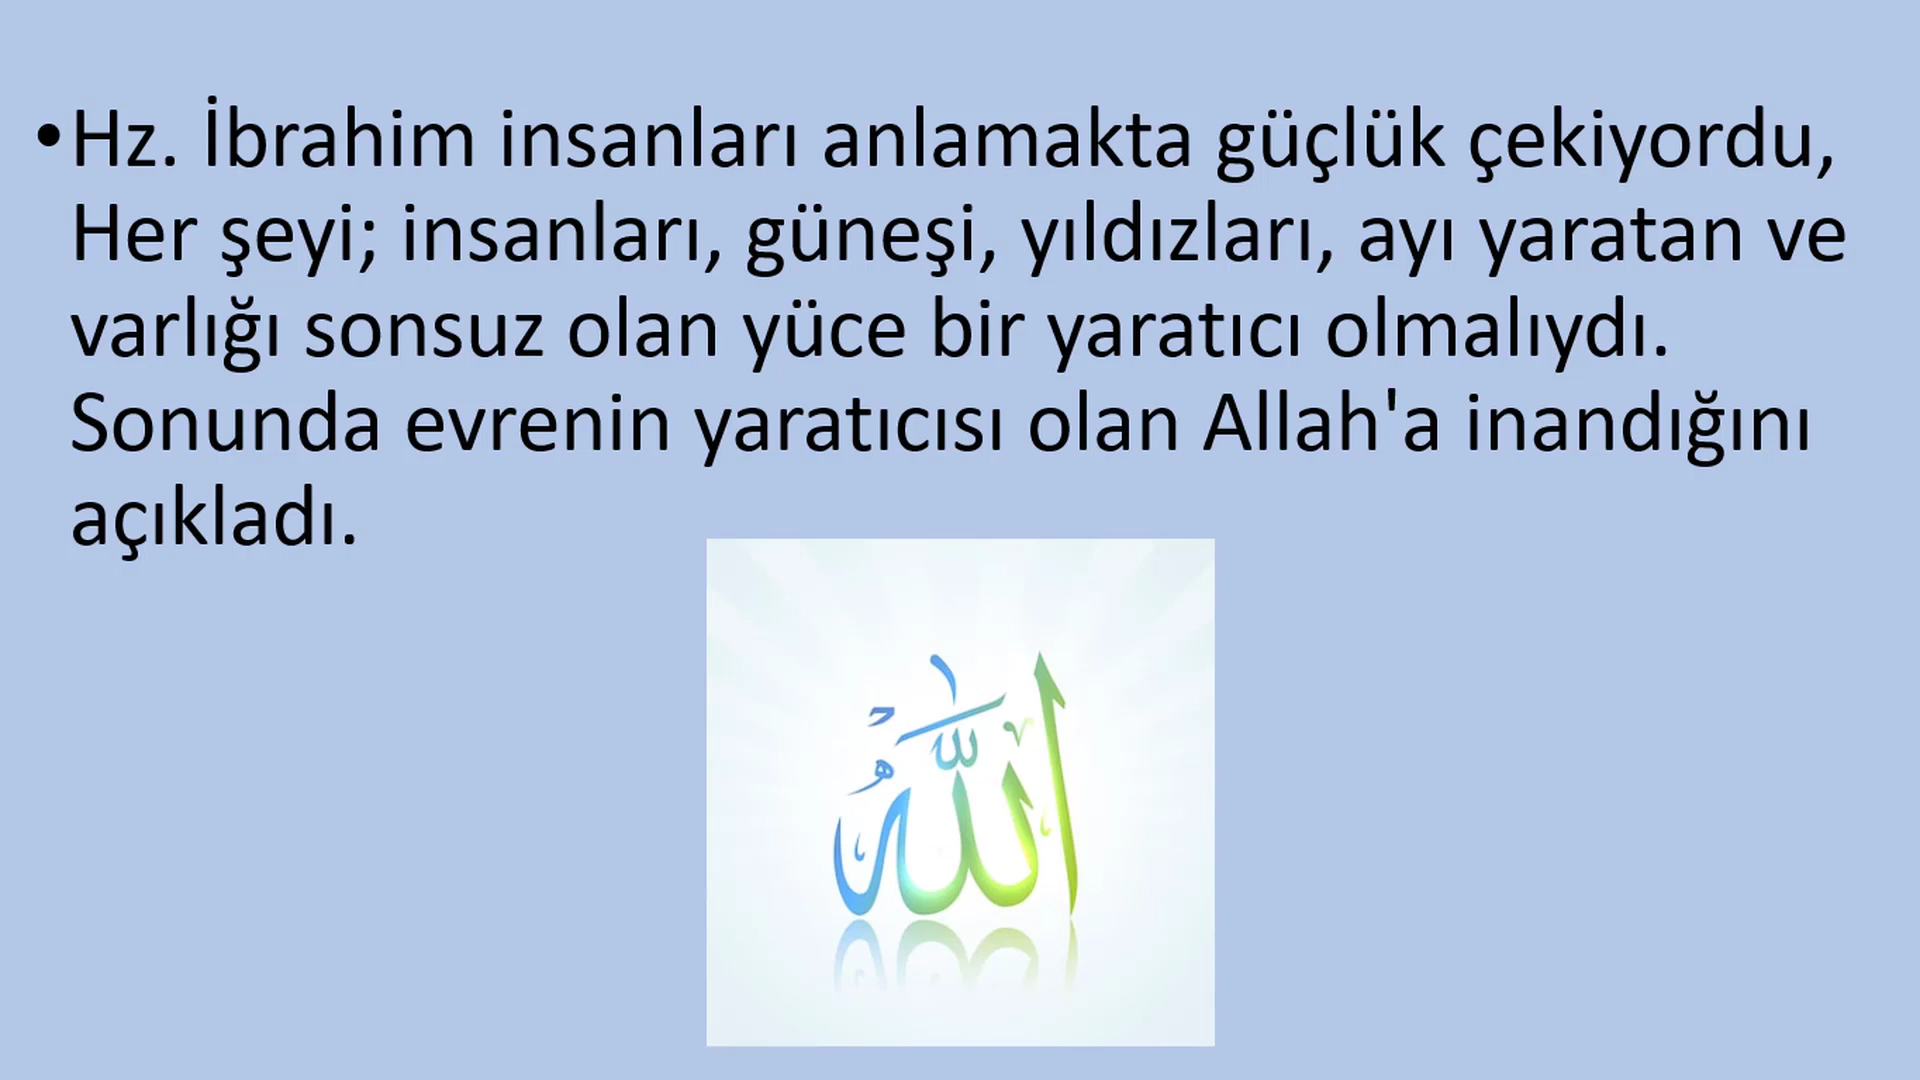 •Hz. İbrahim insanları anlamakta güçlük çekiyordu,
Her şeyi; insanları, güneşi, yıldızları, ayı yaratan ve
varlığı sonsuz olan yüce bir yaratıcı olmalıydı.
Sonunda evrenin yaratıcısı olan Allah'a inandığını
açıkladı.
الله